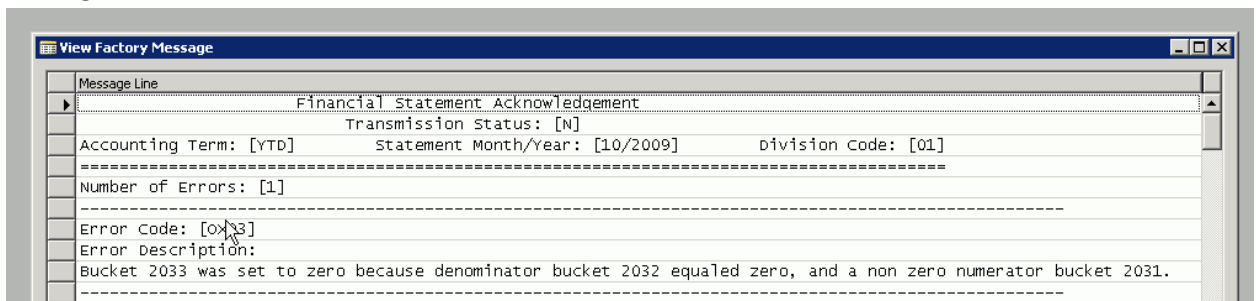 View Factory Message
Message Line
Financial Statement Acknowledgement
Transmission Status: [N]
Accounting Term: [YTD] Statement Month/Year: [10/2009] Division Code: [01]
================================================================================
Number of Errors: [1]
--------------------------------------------------------------------------------
Error Description:
Bucket 2033 was set to zero because denominator bucket 2032 equaled zero, and a non zero numerator bucket 2031.
--------------------------------------------------------------------------------